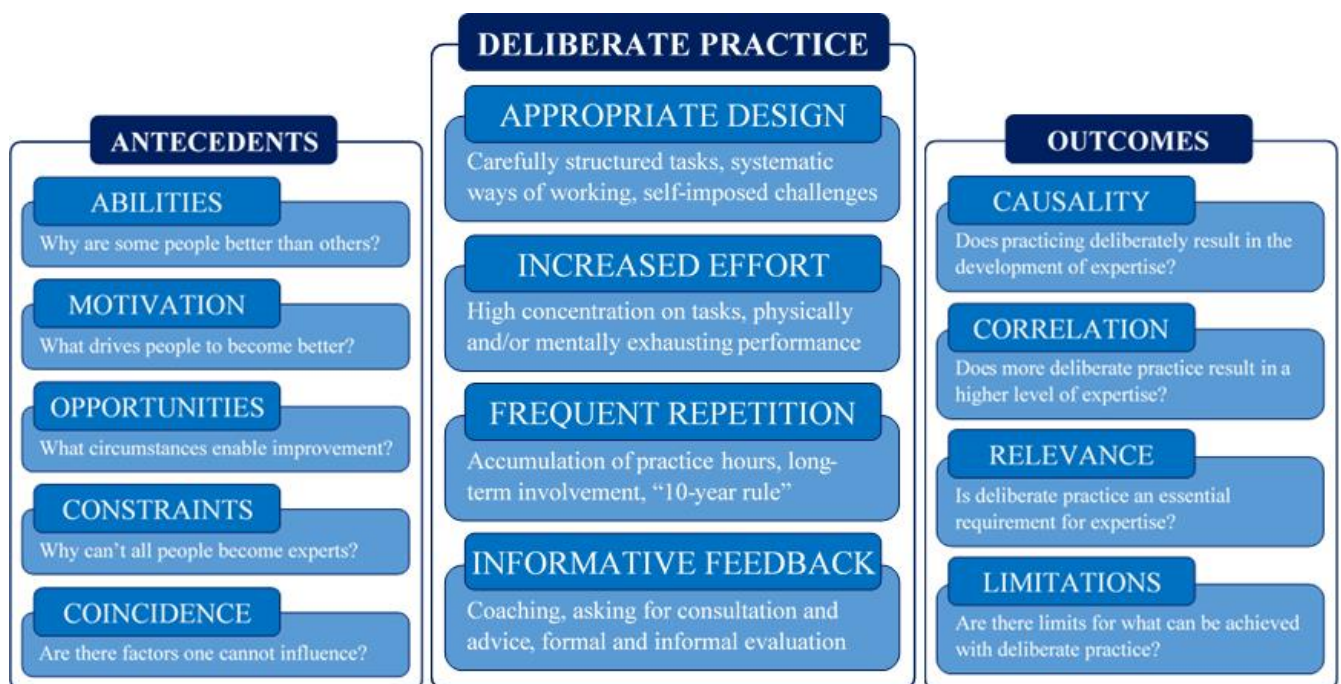 ANTECEDENTS
ABILITIES
Why are some people better than others?
MOTIVATION
What drives people to become better?
OPPORTUNITIES
What circumstances enable improvement?
CONSTRAINTS
Why can't all people become experts?
COINCIDENCE
Are there factors one cannot influence?
DELIBERATE PRACTICE
APPROPRIATE DESIGN
Carefully structured tasks, systematic
ways of working, self-imposed challenges
INCREASED EFFORT
High concentration on tasks, physically
and/or mentally exhausting performance
FREQUENT REPETITION
Accumulation of practice hours, long-
term involvement, “10-year rule”
INFORMATIVE FEEDBACK
Coaching, asking for consultation and
advice, formal and informal evaluation
OUTCOMES
CAUSALITY
Does practicing deliberately result in the
development of expertise?
CORRELATION
Does more deliberate practice result in a
higher level of expertise?
RELEVANCE
Is deliberate practice an essential
requirement for expertise?
LIMITATIONS
Are there limits for what can be achieved
with deliberate practice?